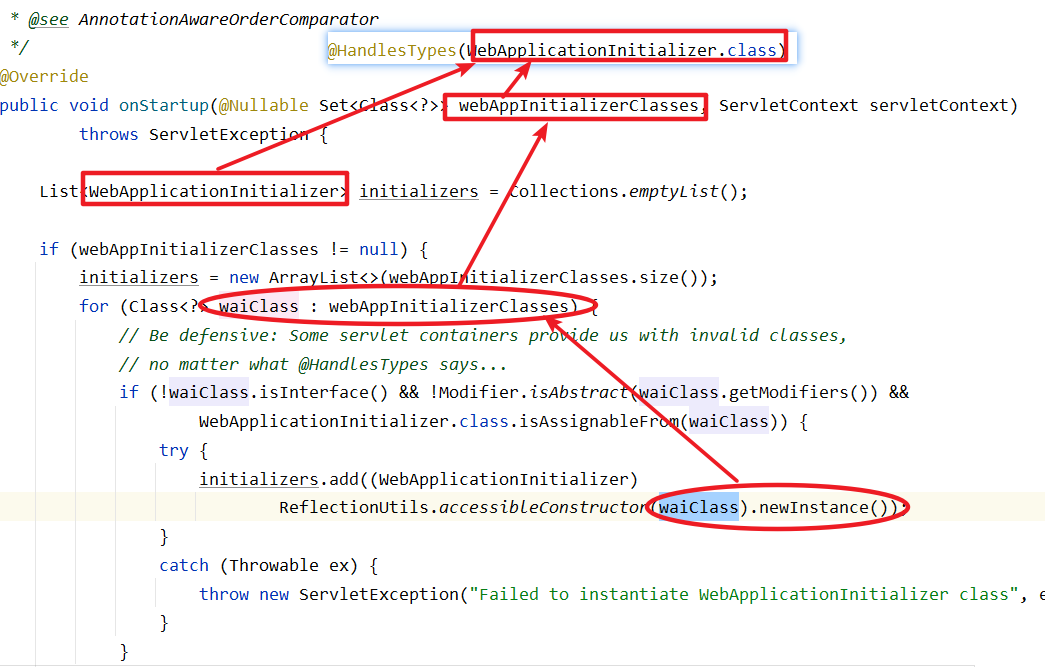 * @see AnnotationAwareOrderComparator
*/
@HandlesTypes(WebApplicationInitializer.class)
@Override
public void onStartup(@Nullable Set<Class<?>> webAppInitializerClasses, ServletContext servletContext)
throws ServletException {
List<WebApplicationInitializer> initializers = Collections.emptyList();
if (webAppInitializerClasses != null) {
initializers = new ArrayList<>(webAppInitializerClasses.size());
for (Class<?> waiClass : webAppInitializerClasses) {
// Be defensive: Some servlet containers provide us with invalid classes,
// no matter what @HandlesTypes says...
if (!waiClass.isInterface() && !Modifier.isAbstract(waiClass.getModifiers()) &&
WebApplicationInitializer.class.isAssignableFrom(waiClass)) {
try {
initializers.add((WebApplicationInitializer)
ReflectionUtils.accessibleConstructor(waiClass).newInstance());
}
catch (Throwable ex) {
throw new ServletException("Failed to instantiate WebApplicationInitializer class", e
}
}